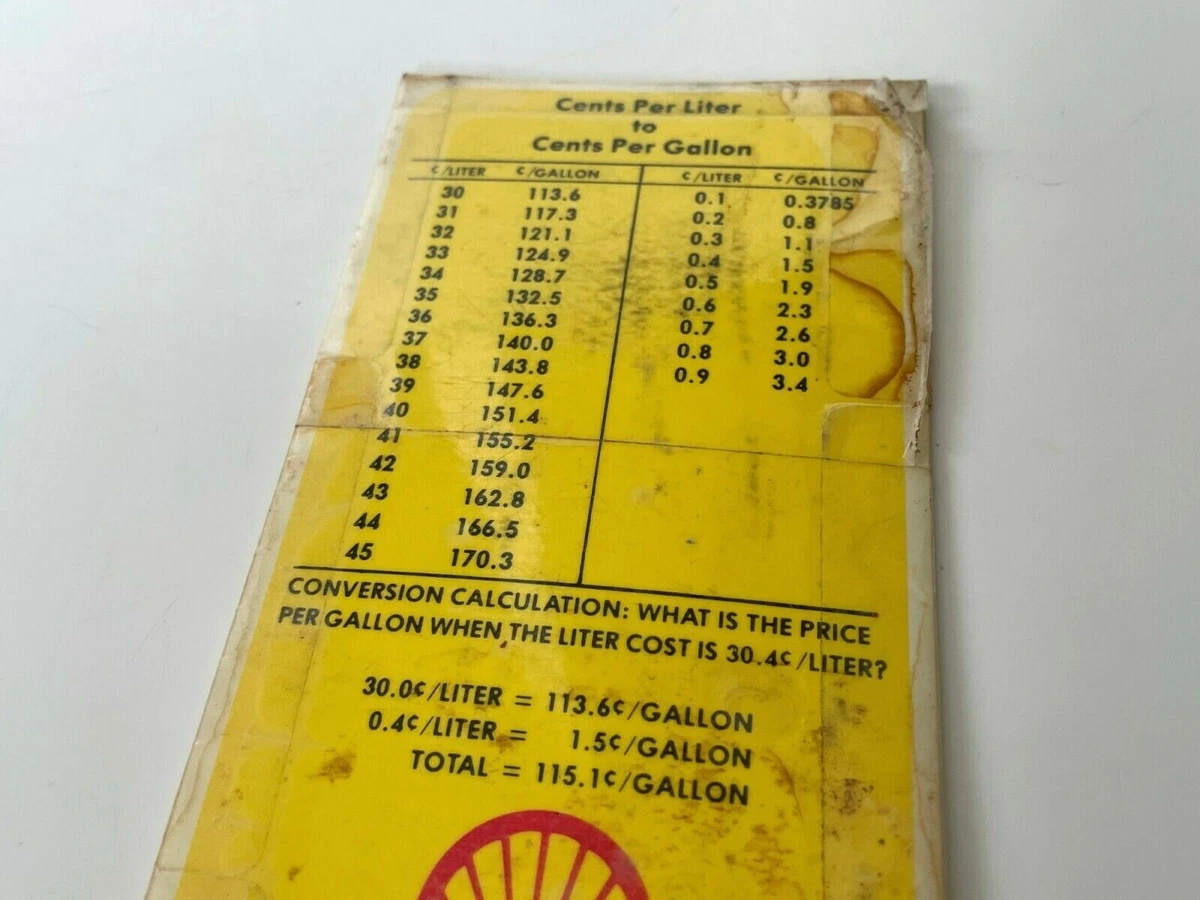 Cents Per Liter
to
Cents Per Gallon
¢/LITER ¢/GALLON ¢/LITER ¢/GALLON
30 113.6 0.1 0.3785
31 117.3 0.2 0.8
32 121.1 0.3 1.1
33 124.9 0.4 1.5
34 128.7 0.5 1.9
35 132.5 0.6 2.3
36 136.3 0.7 2.6
37 140.0 0.8 3.0
38 143.8 0.9 3.4
39 147.6
40 151.4
41 155.2
42 159.0
43 162.8
44 166.5
45 170.3
CONVERSION CALCULATION: WHAT IS THE PRICE
PER GALLON WHEN THE LITER COST IS 30.4¢/LITER?
30.0¢/LITER = 113.6¢/GALLON
0.4¢/LITER = 1.5¢/GALLON
TOTAL = 115.1¢/GALLON